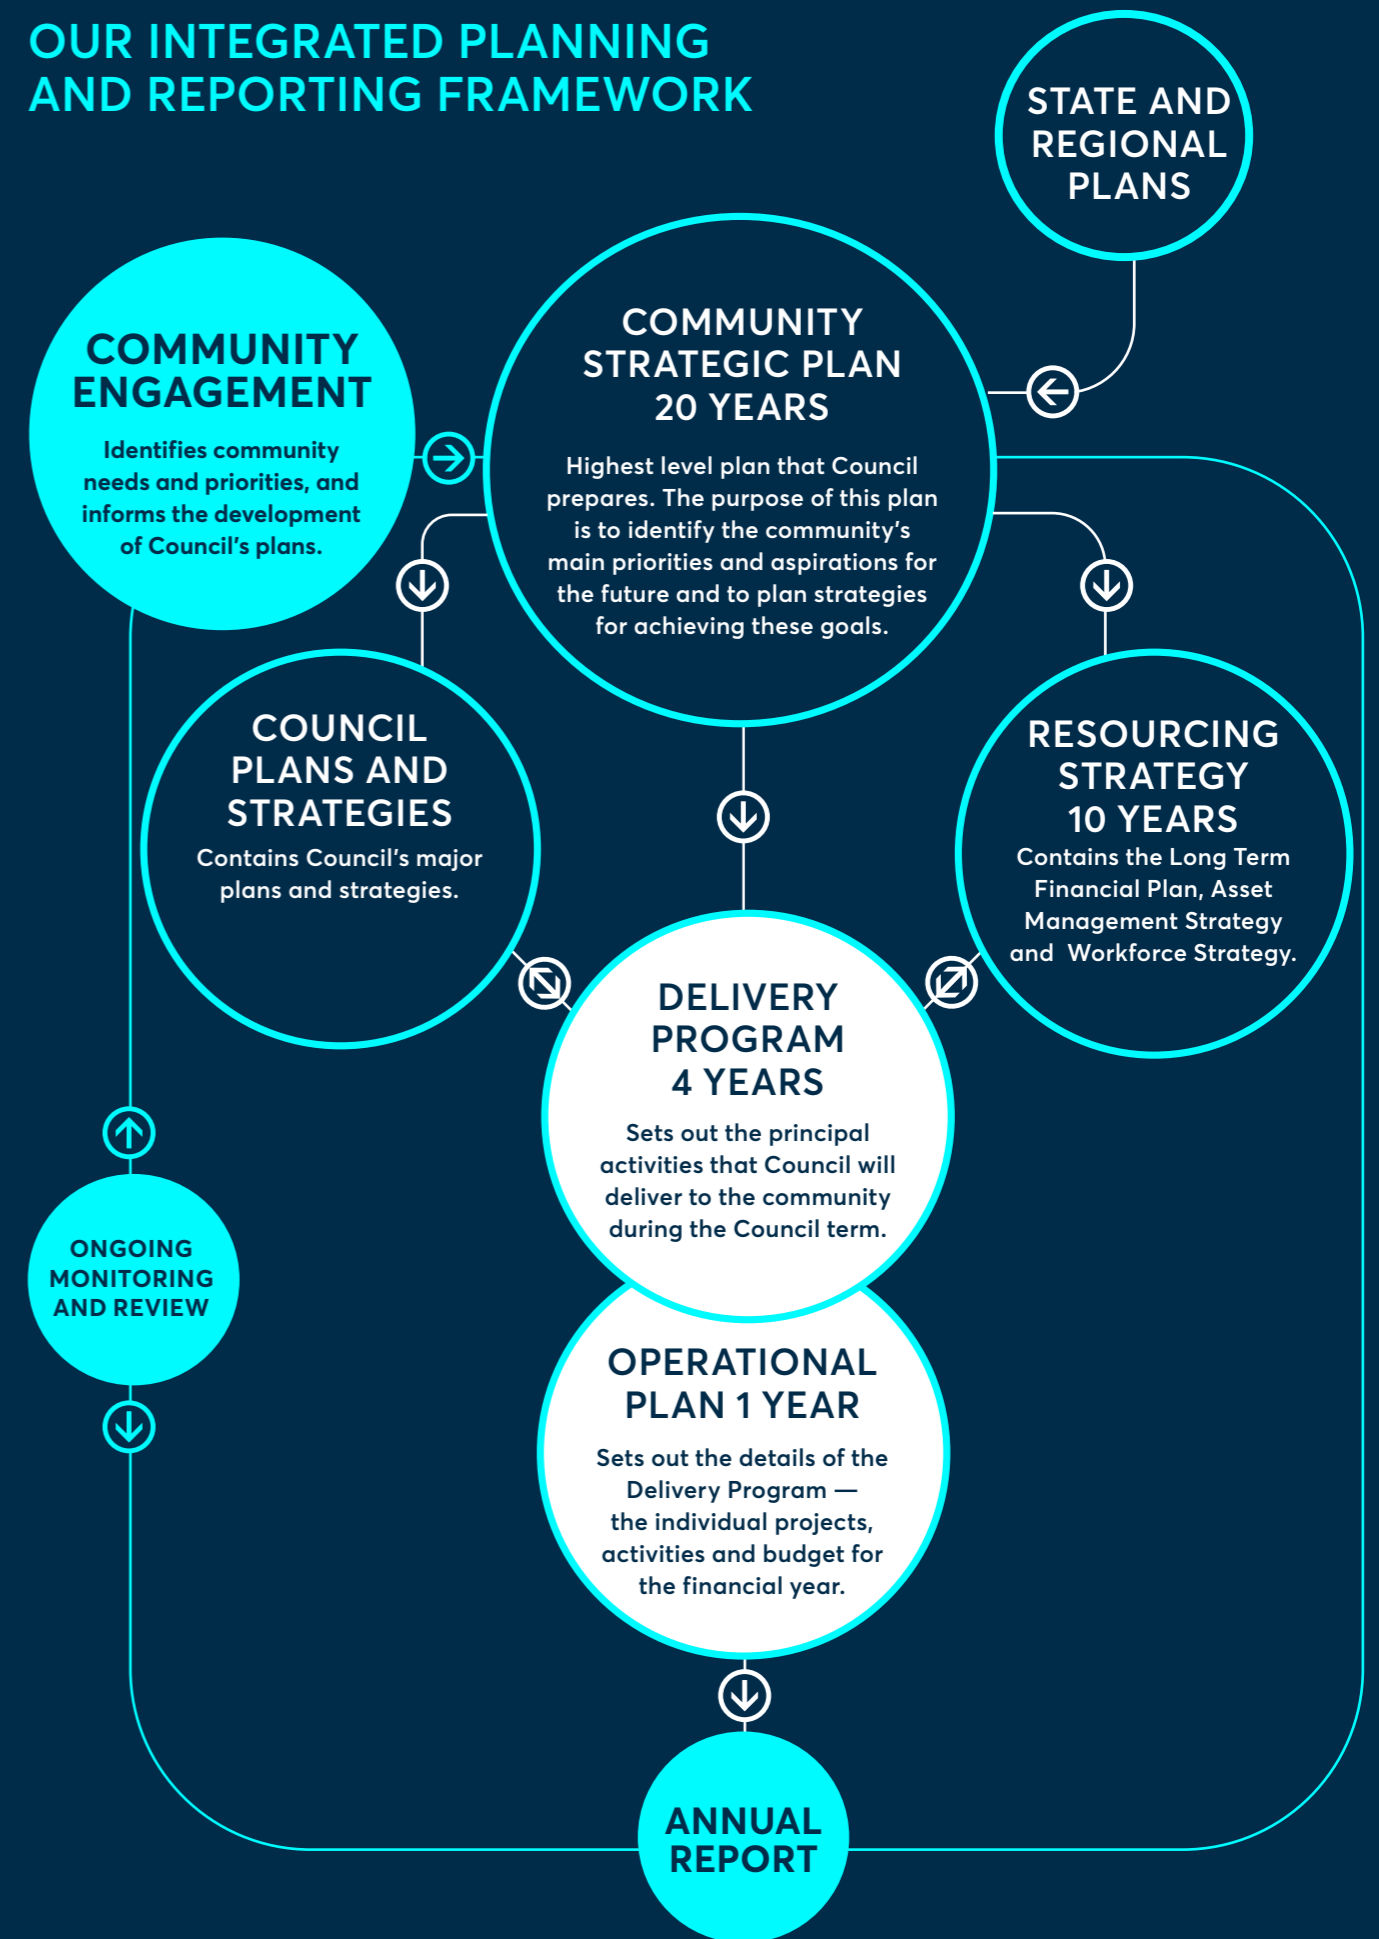 OUR INTEGRATED PLANNING
AND REPORTING FRAMEWORK
STATE AND
REGIONAL
PLANS
COMMUNITY
ENGAGEMENT
Identifies community
needs and priorities, and
informs the development
of Council's plans.
COMMUNITY
STRATEGIC PLAN
20 YEARS
Highest level plan that Council
prepares. The purpose of this plan
is to identify the community's
main priorities and aspirations for
the future and to plan strategies
for achieving these goals.
COUNCIL
PLANS AND
STRATEGIES
Contains Council's major
plans and strategies.
RESOURCING
STRATEGY
10 YEARS
Contains the Long Term
Financial Plan, Asset
Management Strategy
and  Workforce Strategy.
DELIVERY
PROGRAM
4 YEARS
Sets out the principal
activities that Council will
deliver to the community
during the Council term.
ONGOING
MONITORING
AND REVIEW
OPERATIONAL
PLAN 1 YEAR
Sets out the details of the
Delivery Program —
the individual projects,
activities and budget for
the financial year.
ANNUAL
REPORT